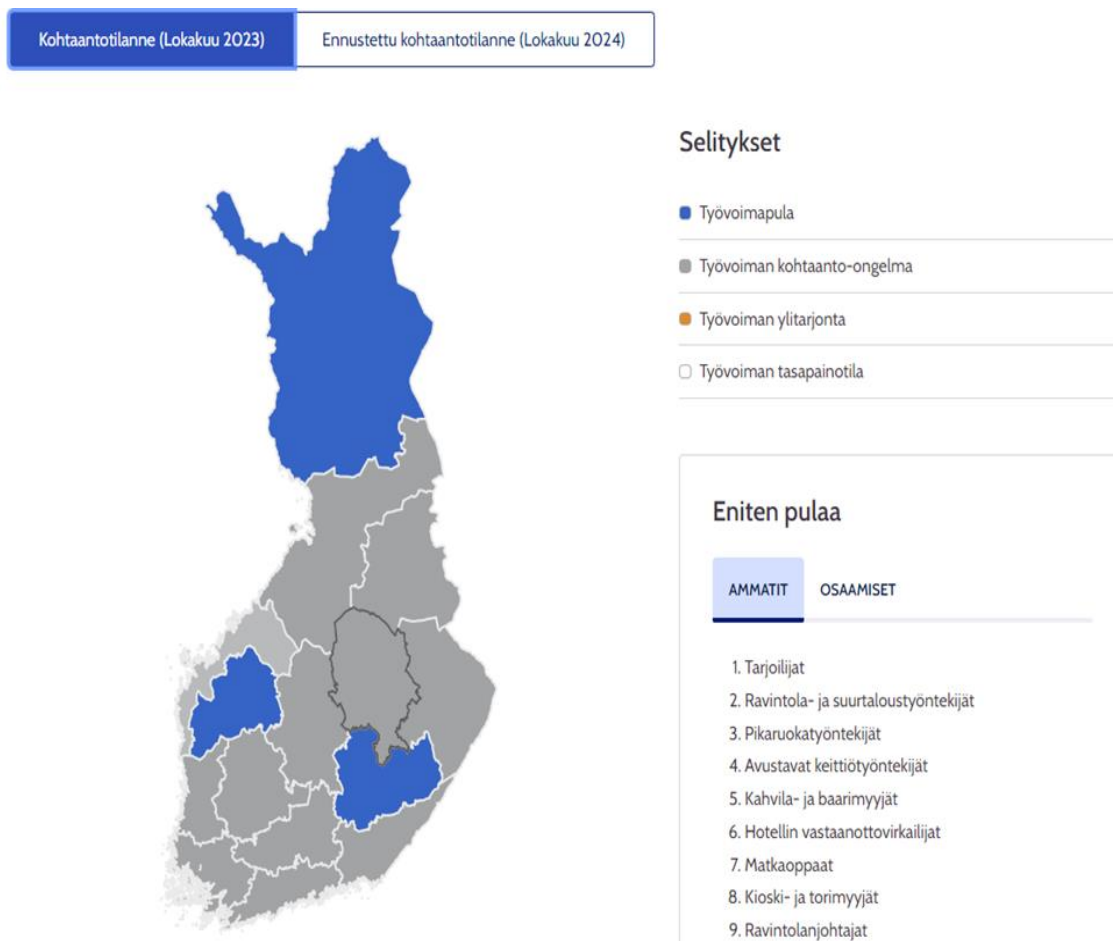 Kohtaantotilanne (Lokakuu 2023)
Ennustettu kohtaantotilanne (Lokakuu 2024)
Selitykset
Työvoimapula
Työvoiman kohtaanto-ongelma
Työvoiman ylitarjonta
Työvoiman tasapainotila
Eniten pulaa
AMMATIT
OSAAMISET
1. Tarjoilijat
2. Ravintola- ja suurtaloustyöntekijät
3. Pikaruokatyöntekijät
4. Avustavat keittiötyöntekijät
5. Kahvila- ja baarimyyjät
6. Hotellin vastaanottovirkailijat
7. Matkaoppaat
8. Kioski- ja torimyyjät
9. Ravintolanjohtajat